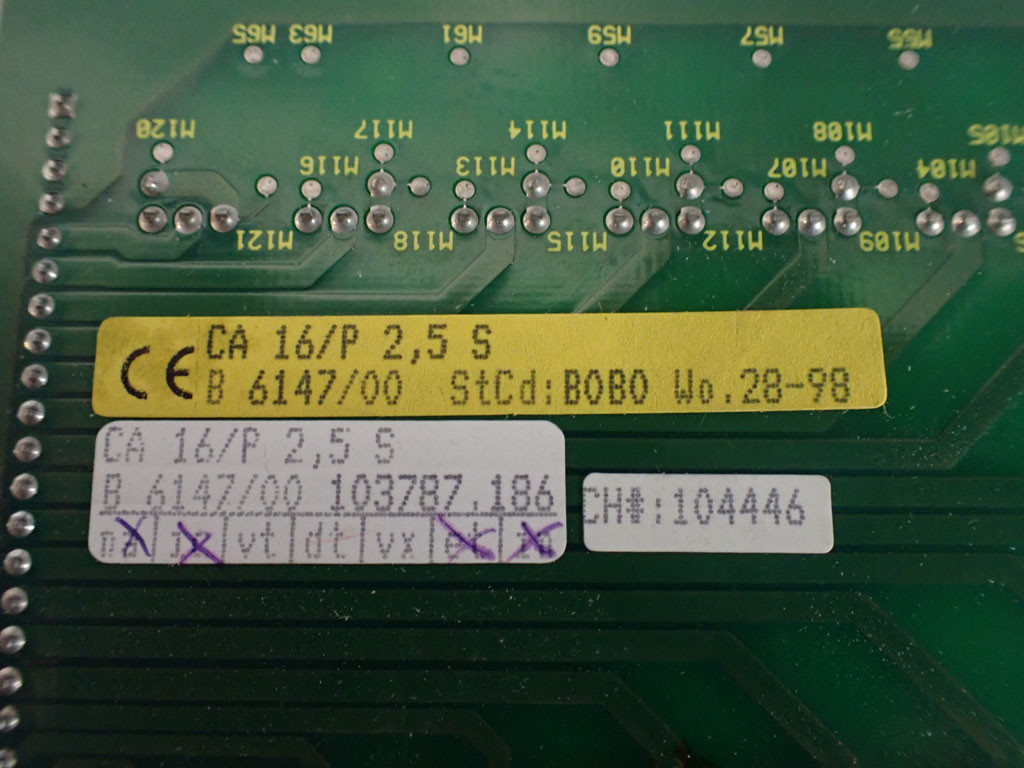 M65 M63 M61 M59 M57
M120 M117 M114 M111 M108 M105
M116 M113 M110 M107 M104
M121 M118 M115 M112 M109
CE CA 16/P 2,5 S
B 6147/00 StCd:BOBO Wo.28-98
CA 16/P 2,5 S
B 6147/00 103787.186
vt dt vx
CH#:104446